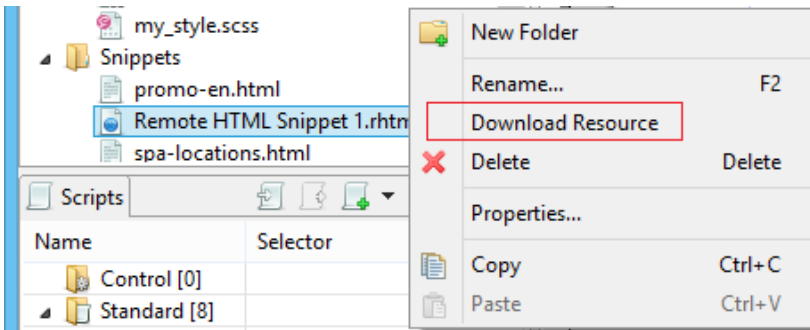 my_style.scss
Snippets
promo-en.html
Remote HTML Snippet 1.rhtm
spa-locations.html
Scripts
Name Selector
Control [0]
Standard [8]
New Folder
Rename... F2
Download Resource
Delete Delete
Properties...
Copy Ctrl+C
Paste Ctrl+V